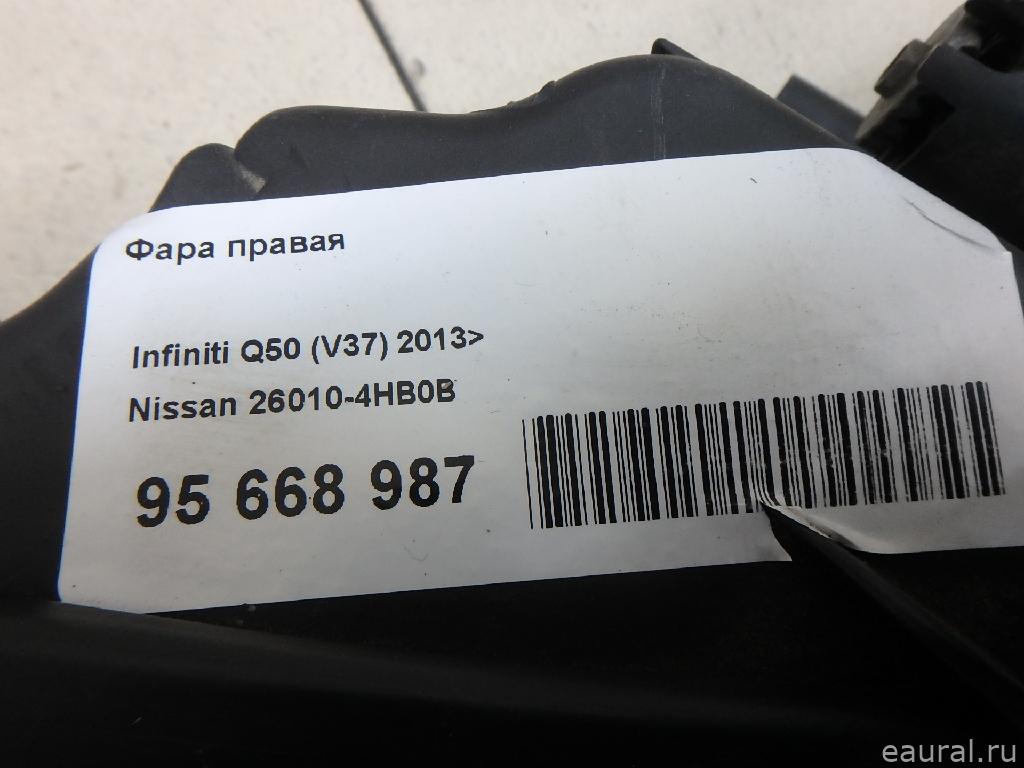 Фара правая
Infiniti Q50 (V37) 2013>
Nissan 26010-4HB0B
95 668 987
eaural.ru